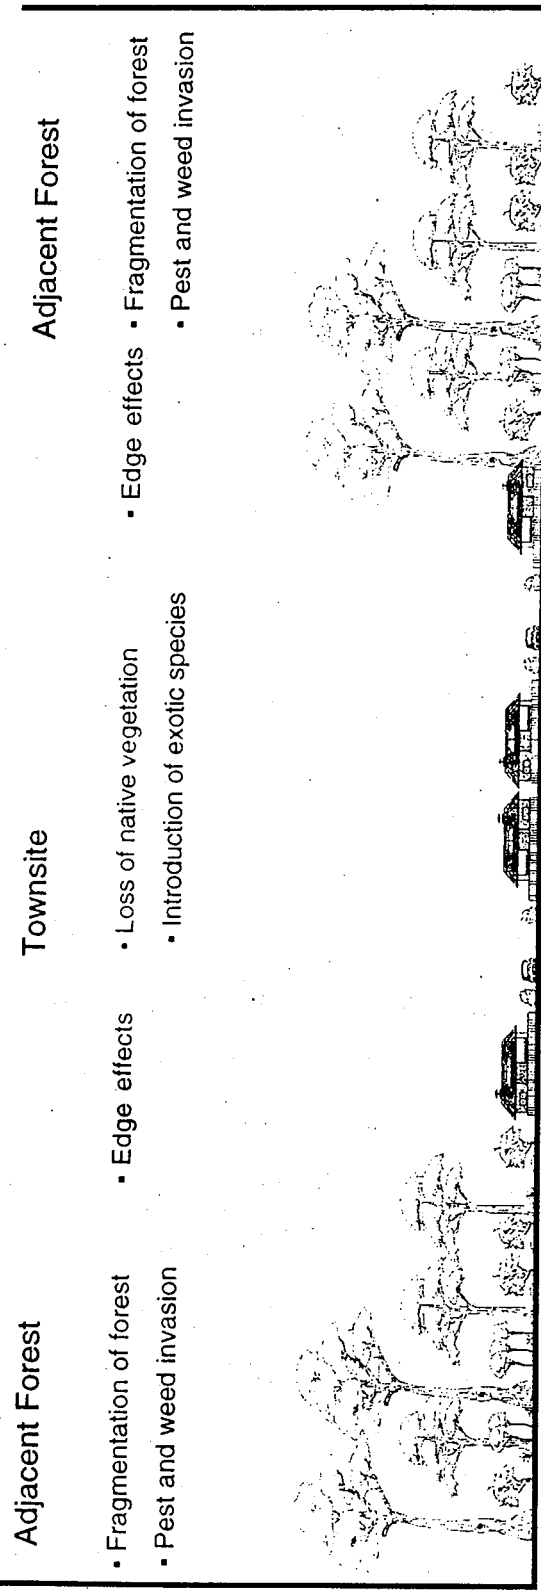 Adjacent Forest
• Fragmentation of forest
• Pest and weed invasion
• Edge effects
Townsite
• Loss of native vegetation
• Introduction of exotic species
• Edge effects
Adjacent Forest
• Fragmentation of forest
• Pest and weed invasion